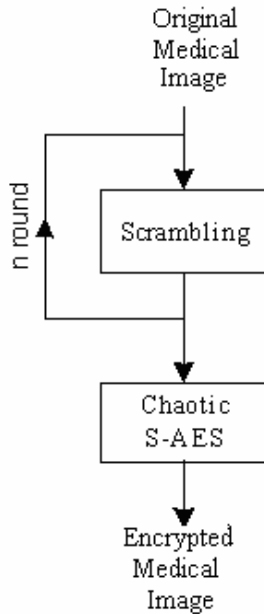 Original
Medical
Image
n round
Scrambling
Chaotic
S-AES
Encrypted
Medical
Image